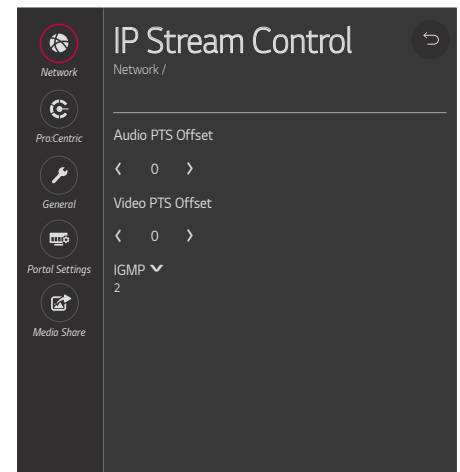 IP Stream Control
Network /
Network
Pro:Centric
General
Portal Settings
Media Share
Audio PTS Offset
0
Video PTS Offset
0
IGMP
2